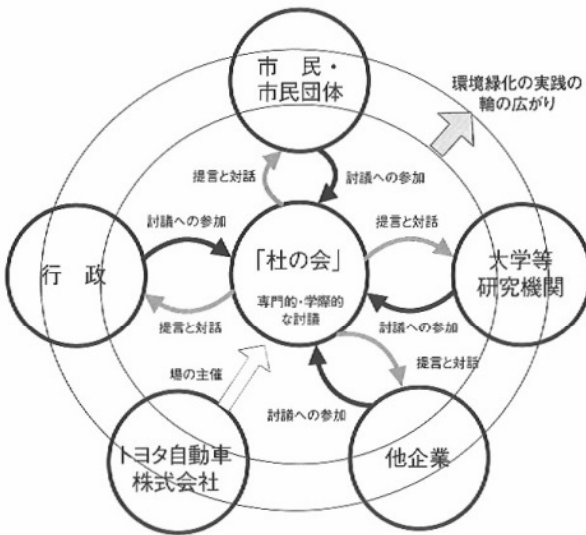 市　民・
市民団体
環境緑化の実践の
輪の広がり
提言と対話
討議への参加
討議への参加
提言と対話
行　政
「杜の会」
専門的・学際的
な討議
大学等
研究機関
提言と対話
討議への参加
場の主催
提言と対話
討議への参加
トヨタ自動車
株式会社
他企業